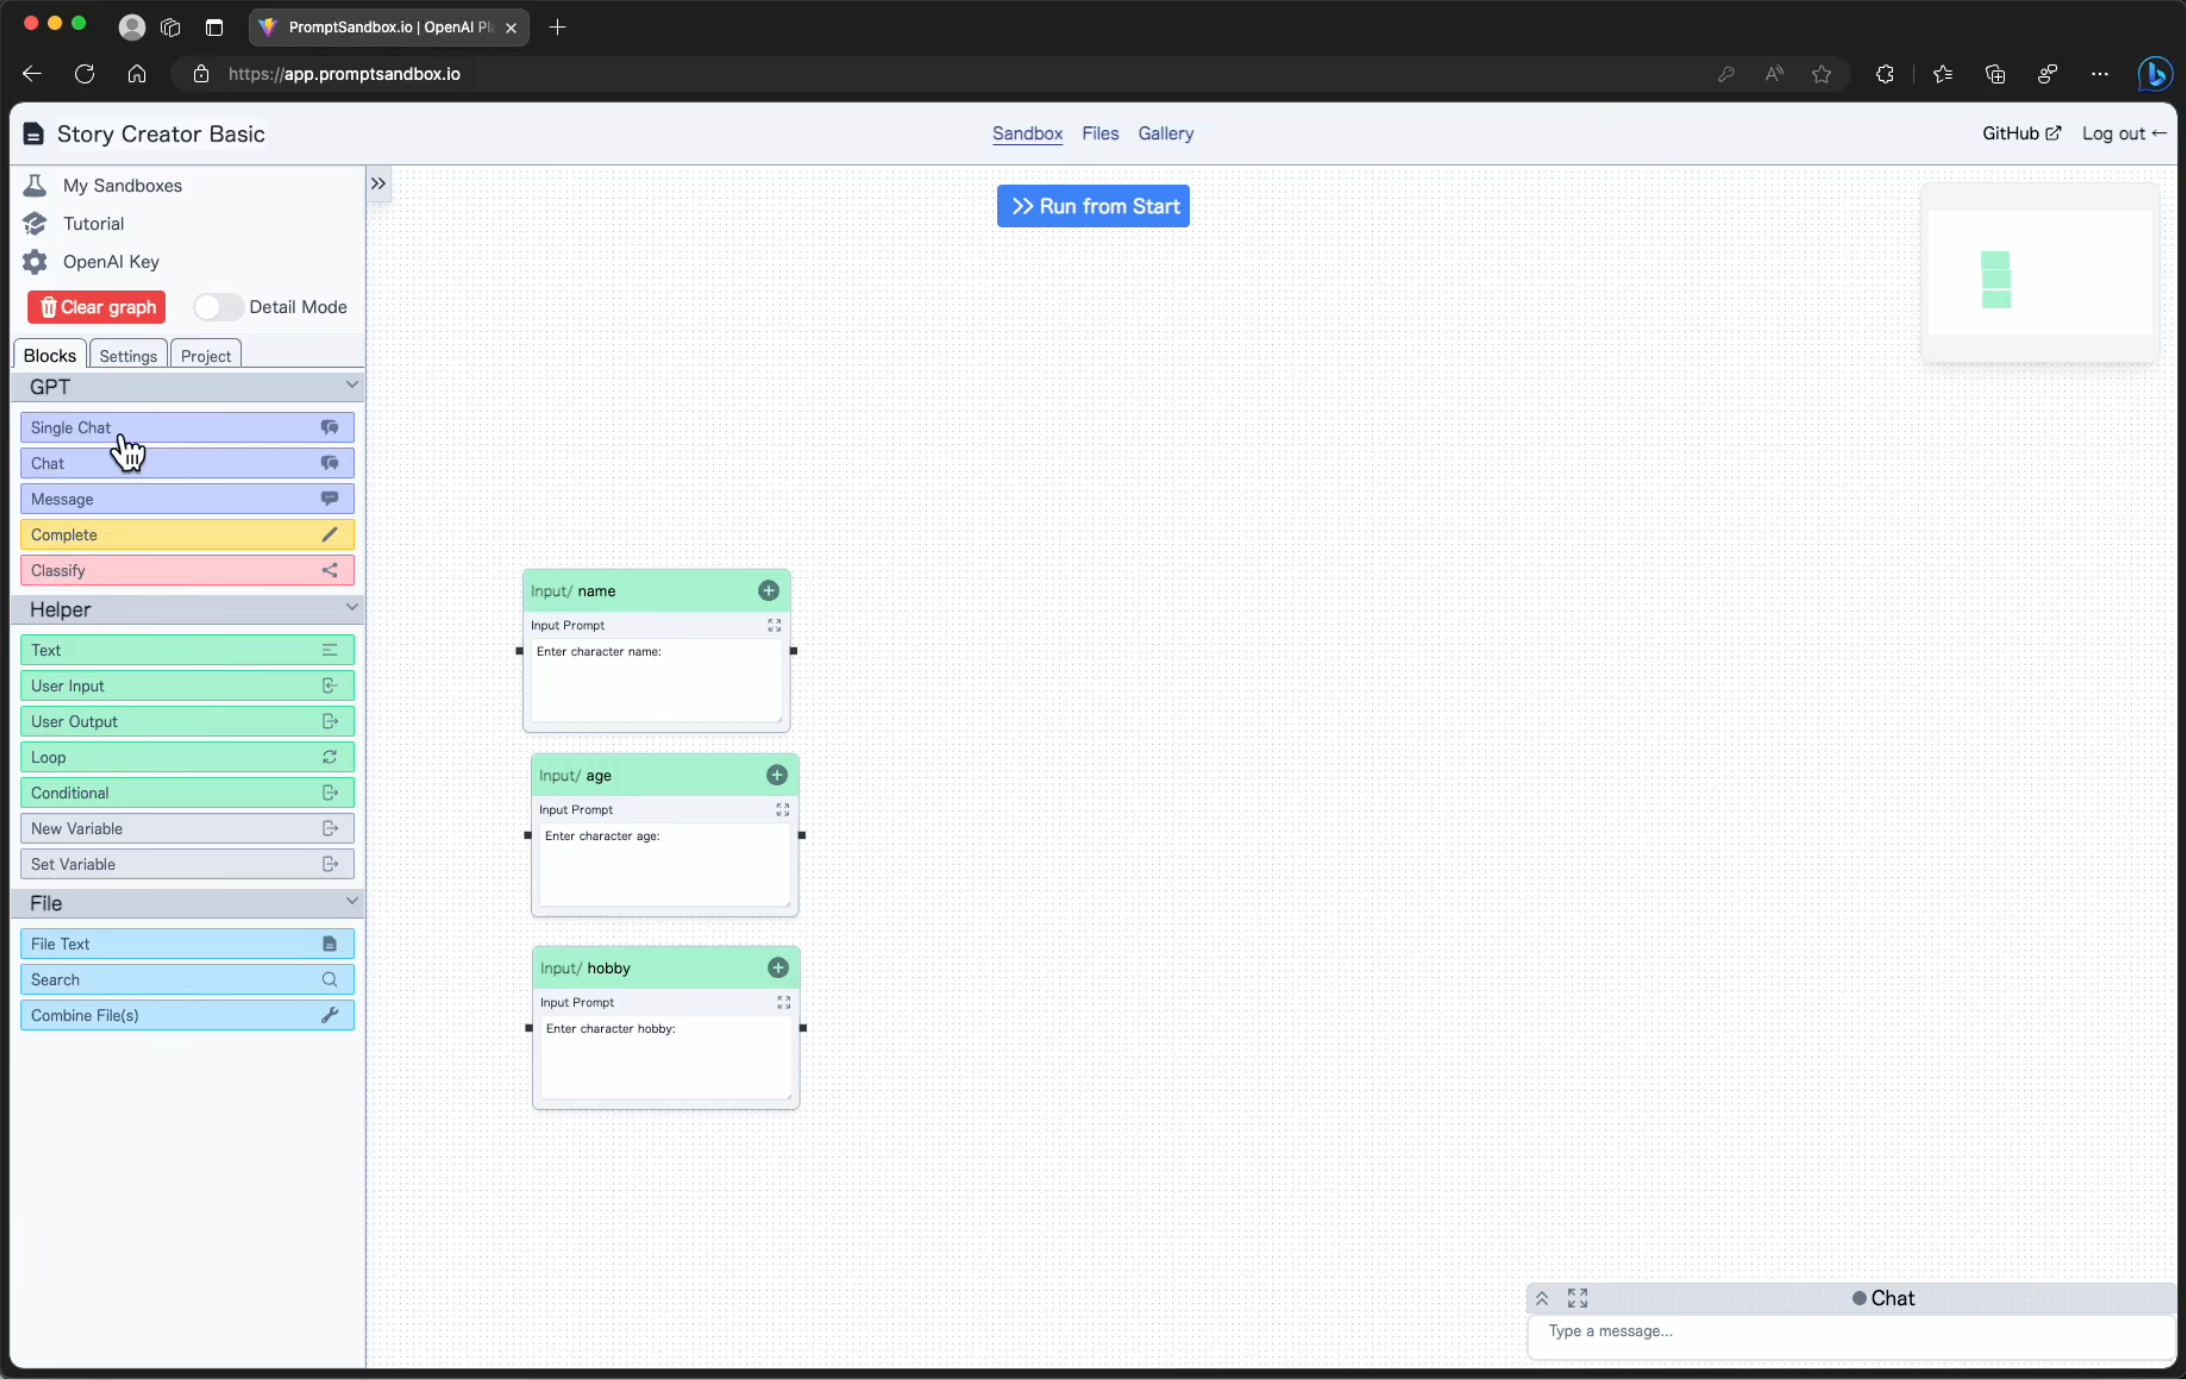 PromptSandbox.io | OpenAI Pl
https://app.promptsandbox.io
Story Creator Basic
Sandbox Files Gallery
GitHub
Log out
My Sandboxes
Tutorial
OpenAI Key
Clear graph
Detail Mode
Run from Start
Blocks Settings Project
GPT
Single Chat
Chat
Message
Complete
Classify
Helper
Text
User Input
User Output
Loop
Conditional
New Variable
Set Variable
File
File Text
Search
Combine File(s)
Input/ name
Input Prompt
Enter character name:
Input/ age
Input Prompt
Enter character age:
Input/ hobby
Input Prompt
Enter character hobby:
Chat
Type a message...